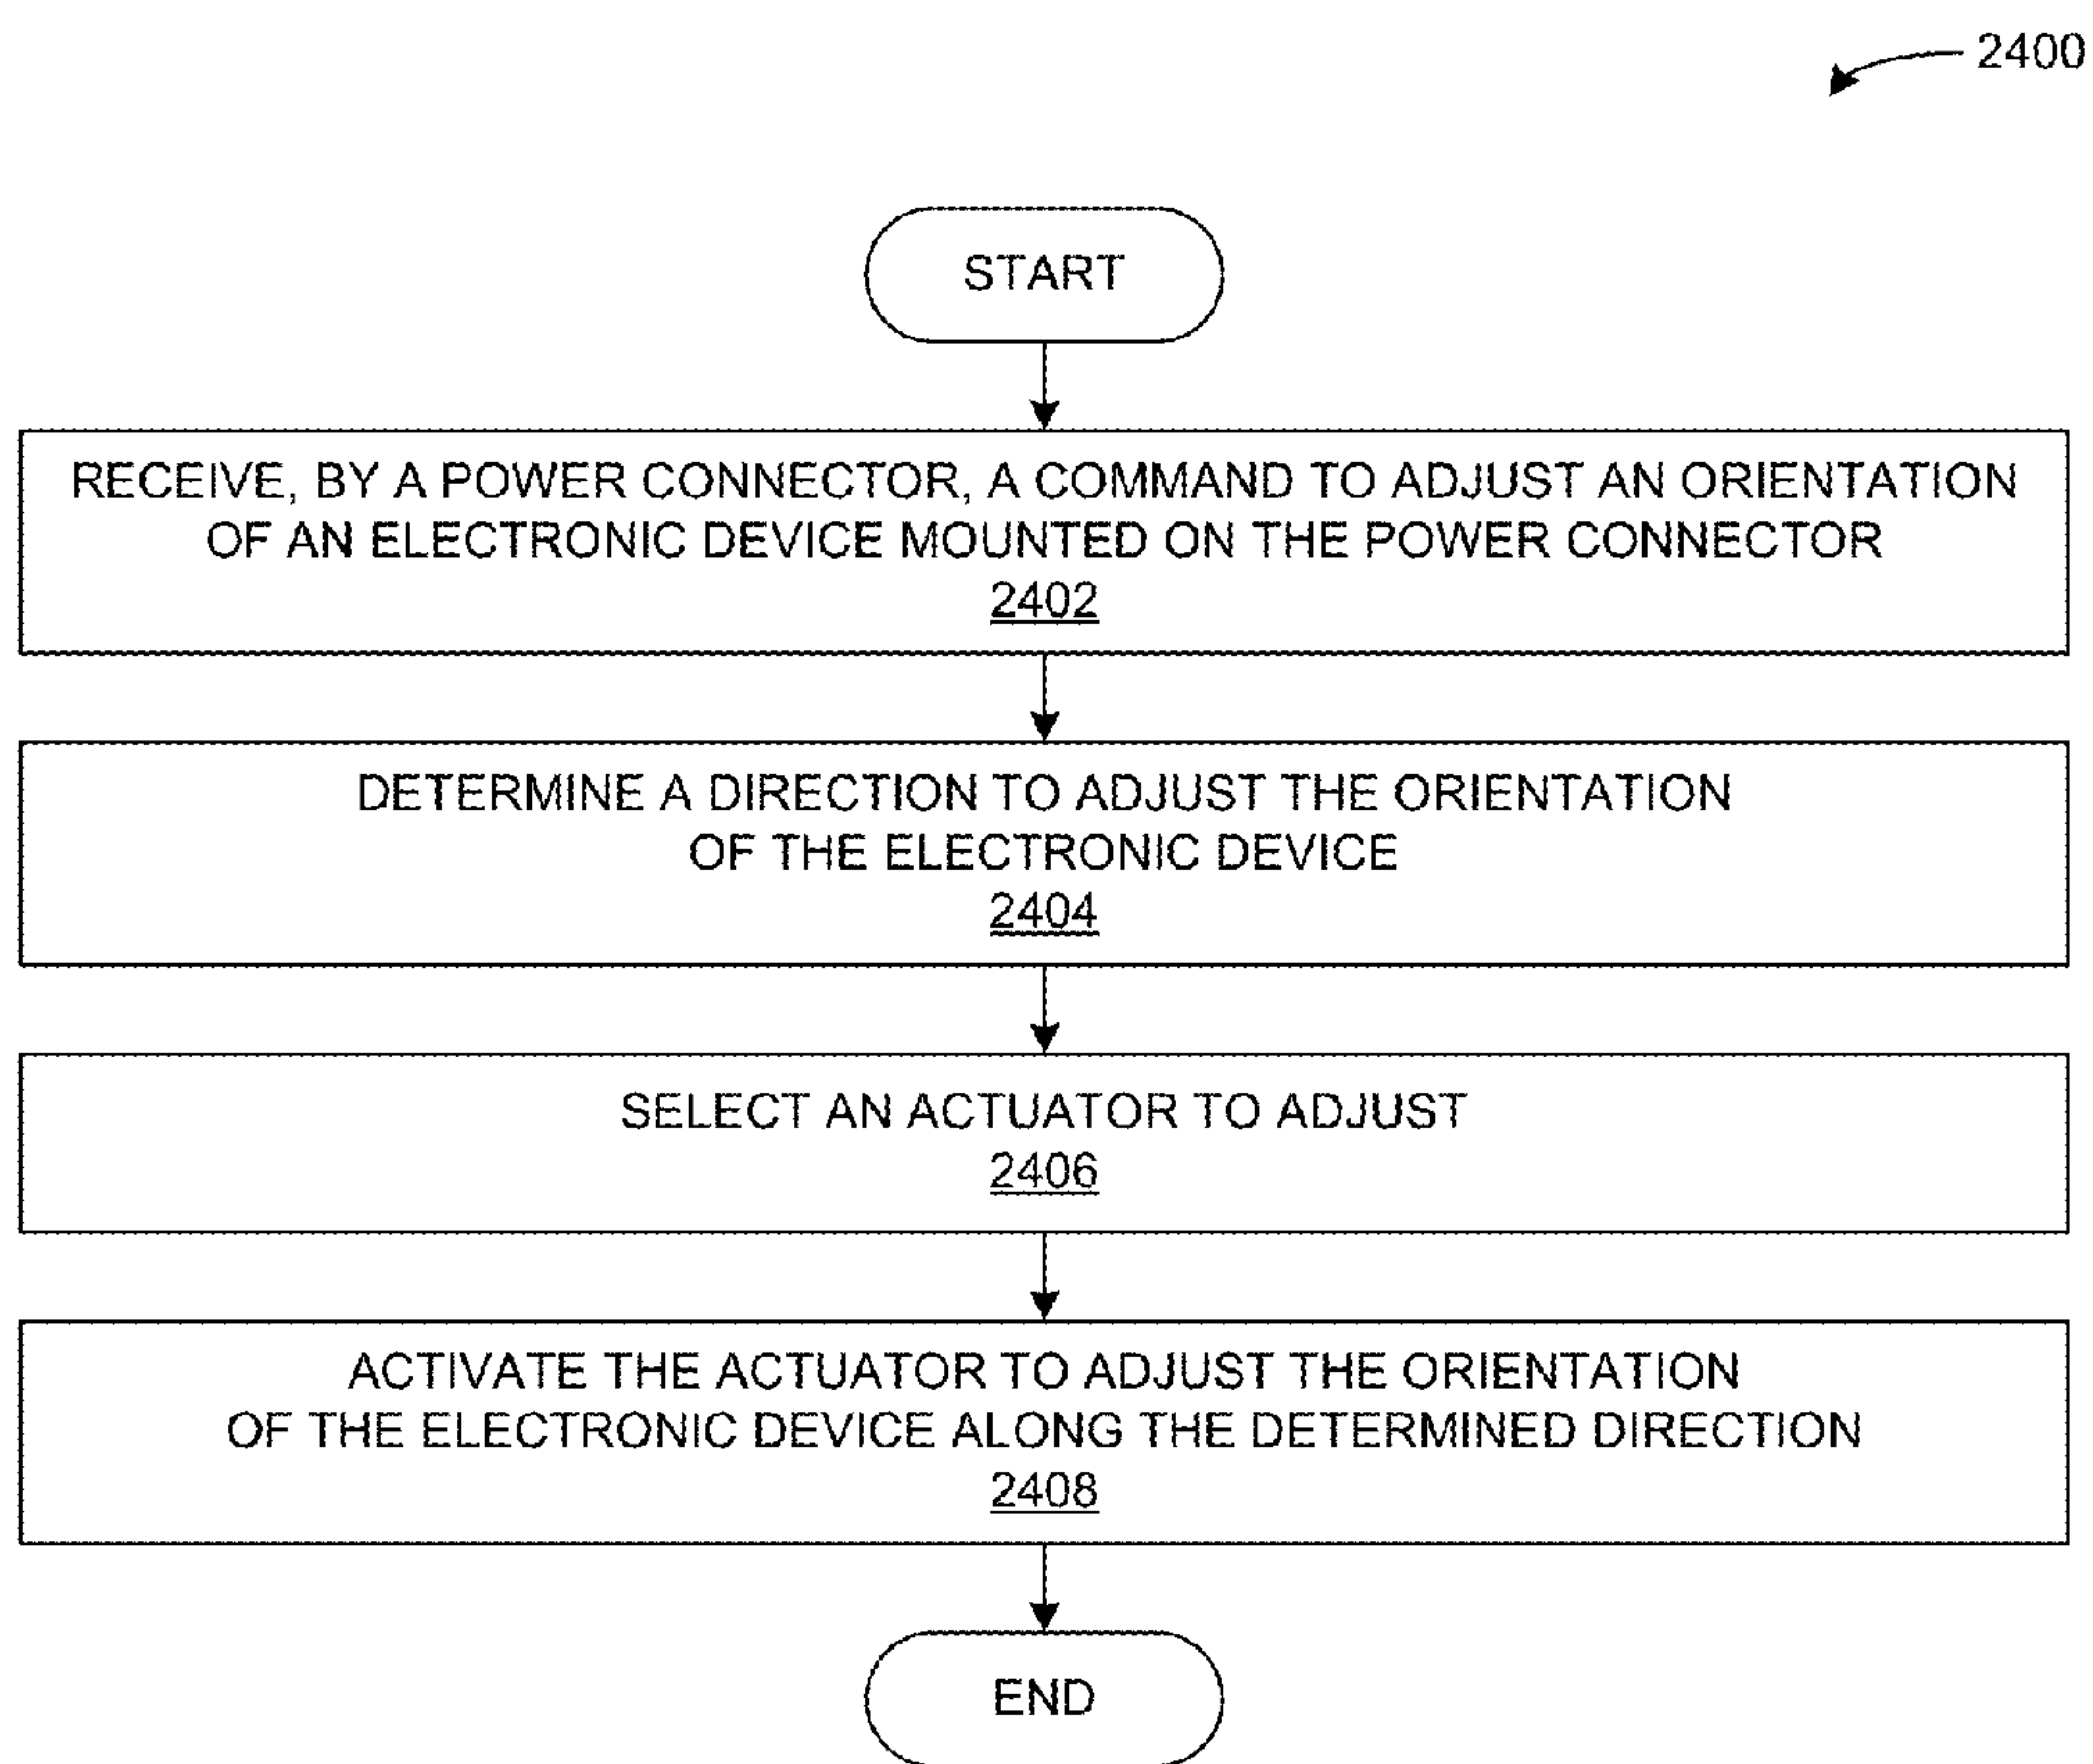 2400
START
RECEIVE, BY A POWER CONNECTOR, A COMMAND TO ADJUST AN ORIENTATION
OF AN ELECTRONIC DEVICE MOUNTED ON THE POWER CONNECTOR
2402
DETERMINE A DIRECTION TO ADJUST THE ORIENTATION
OF THE ELECTRONIC DEVICE
2404
SELECT AN ACTUATOR TO ADJUST
2406
ACTIVATE THE ACTUATOR TO ADJUST THE ORIENTATION
OF THE ELECTRONIC DEVICE ALONG THE DETERMINED DIRECTION
2408
END